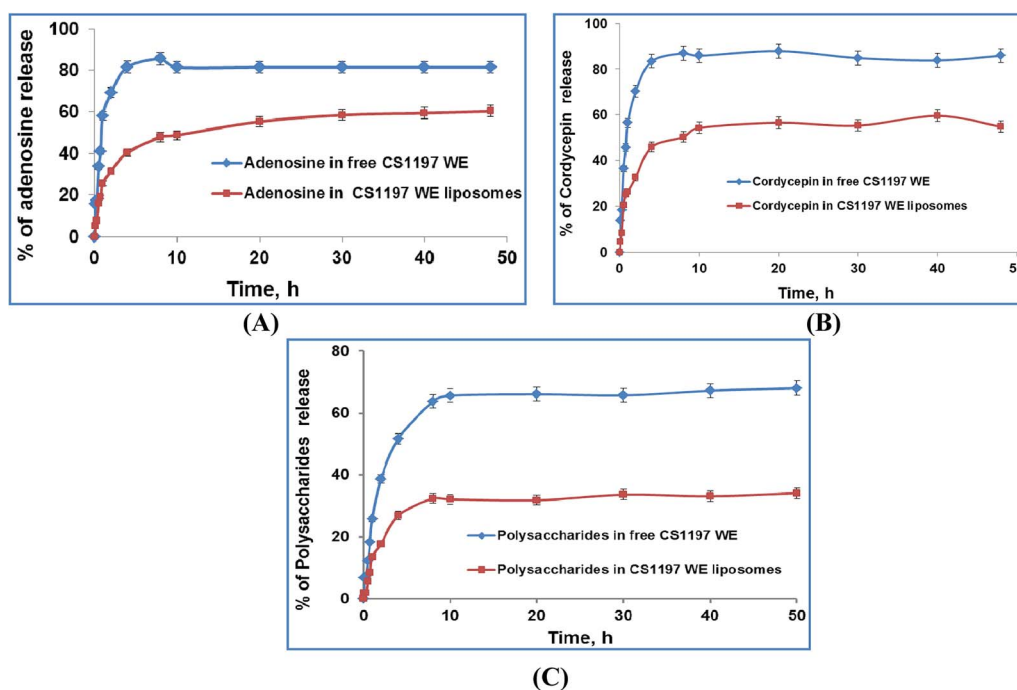 % of adenosine release
100
80
60
40
20
0
Adenosine in free CS1197 WE
Adenosine in CS1197 WE liposomes
0 10 20 30 40 50
Time, h
(A)
% of Cordycepin release
100
80
60
40
20
0
Cordycepin in free CS1197 WE
Cordycepin in CS1197 WE liposomes
0 10 20 30 40
Time, h
(B)
% of Polysaccharides release
80
60
40
20
0
Polysaccharides in free CS1197 WE
Polysaccharides in CS1197 WE liposomes
0 10 20 30 40 50
Time, h
(C)